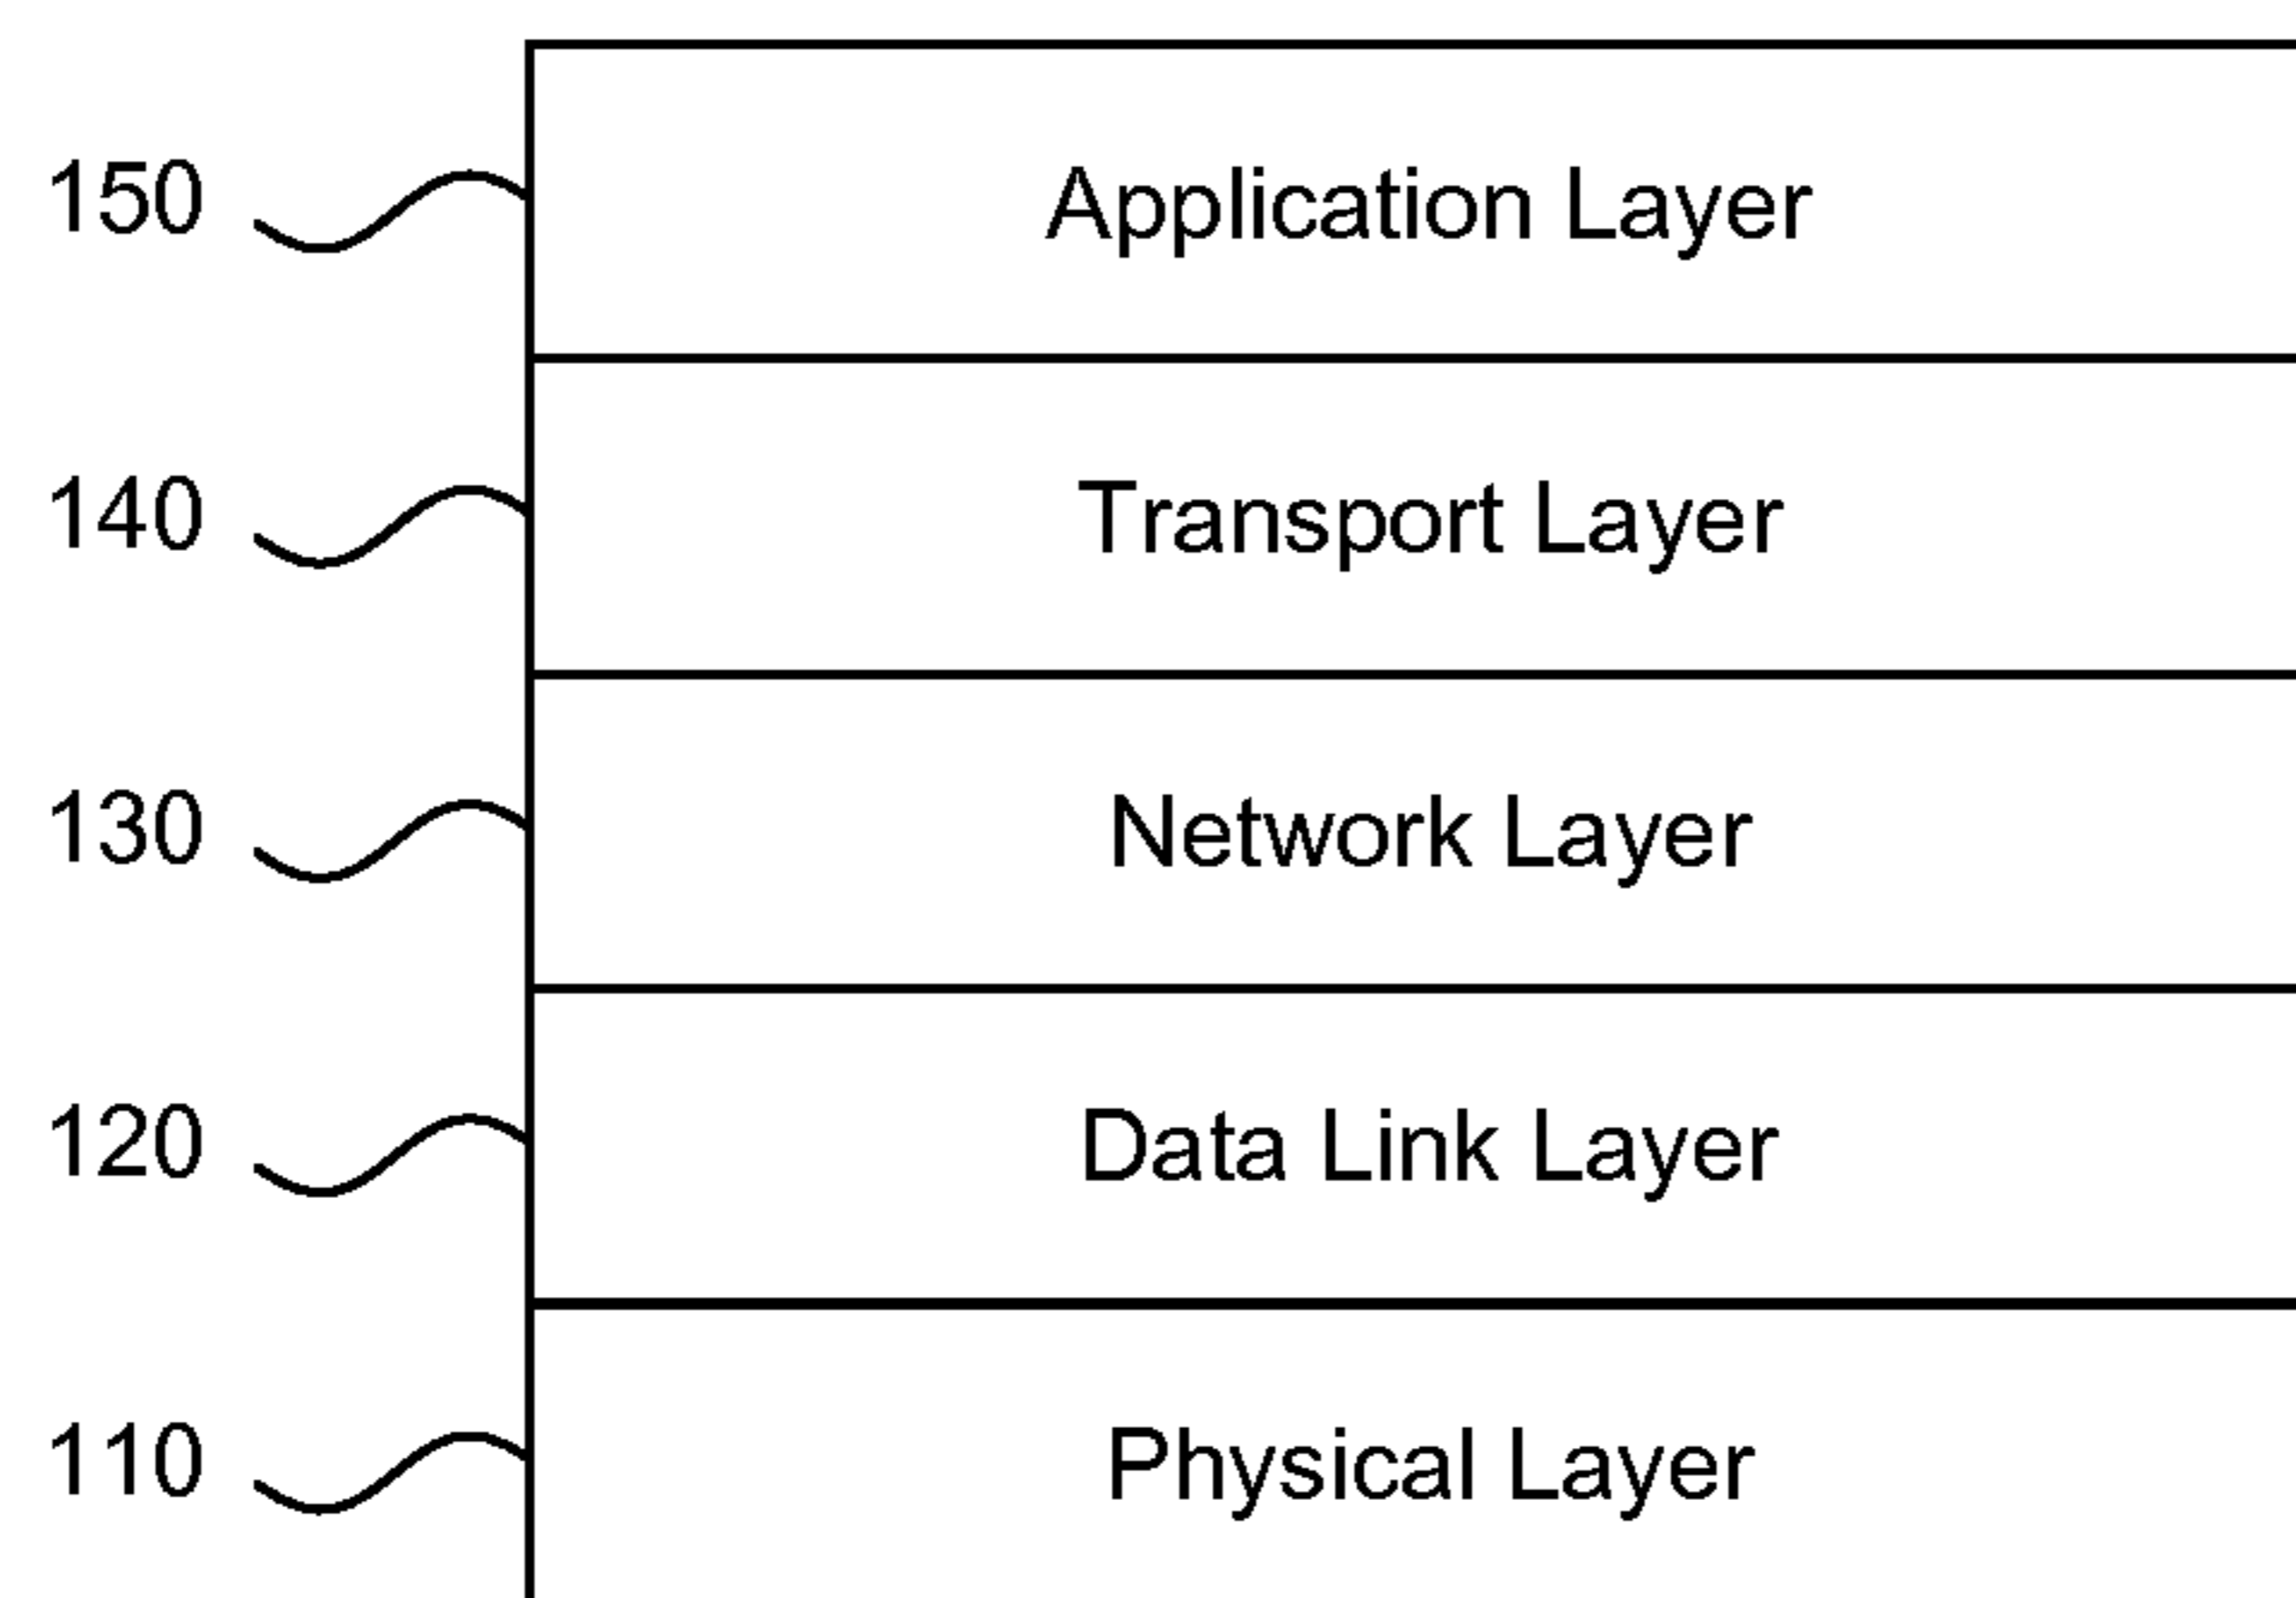 150 Application Layer
140 Transport Layer
130 Network Layer
120 Data Link Layer
110 Physical Layer